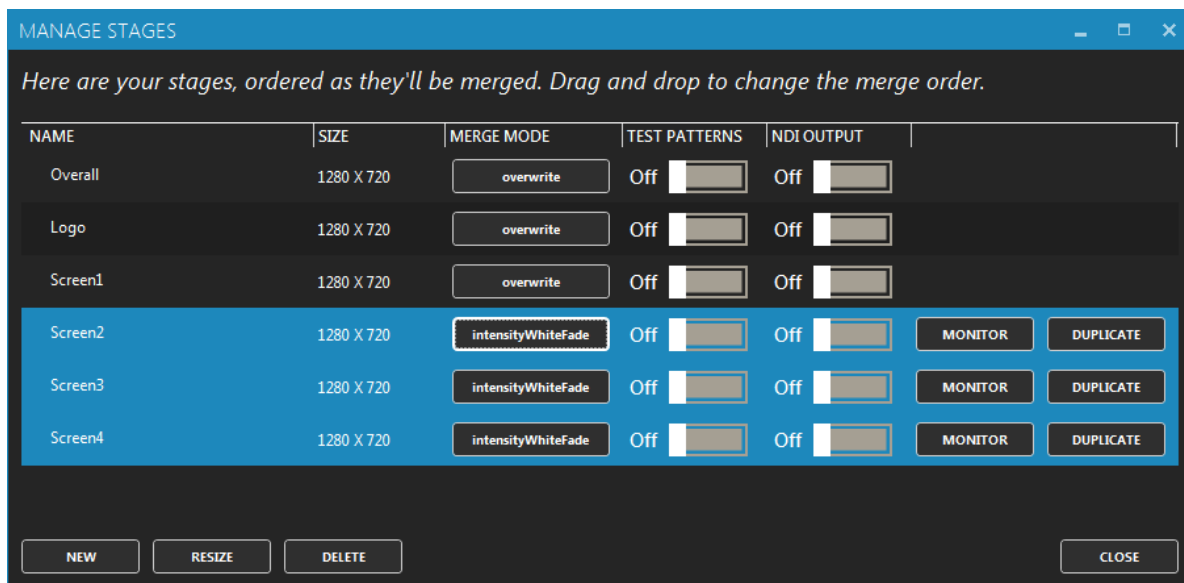 MANAGE STAGES
Here are your stages, ordered as they'll be merged. Drag and drop to change the merge order.
NAME SIZE MERGE MODE TEST PATTERNS NDI OUTPUT
Overall 1280 X 720 overwrite Off Off
Logo 1280 X 720 overwrite Off Off
Screen1 1280 X 720 overwrite Off Off
Screen2 1280 X 720 intensityWhiteFade Off Off MONITOR DUPLICATE
Screen3 1280 X 720 intensityWhiteFade Off Off MONITOR DUPLICATE
Screen4 1280 X 720 intensityWhiteFade Off Off MONITOR DUPLICATE
NEW RESIZE DELETE CLOSE